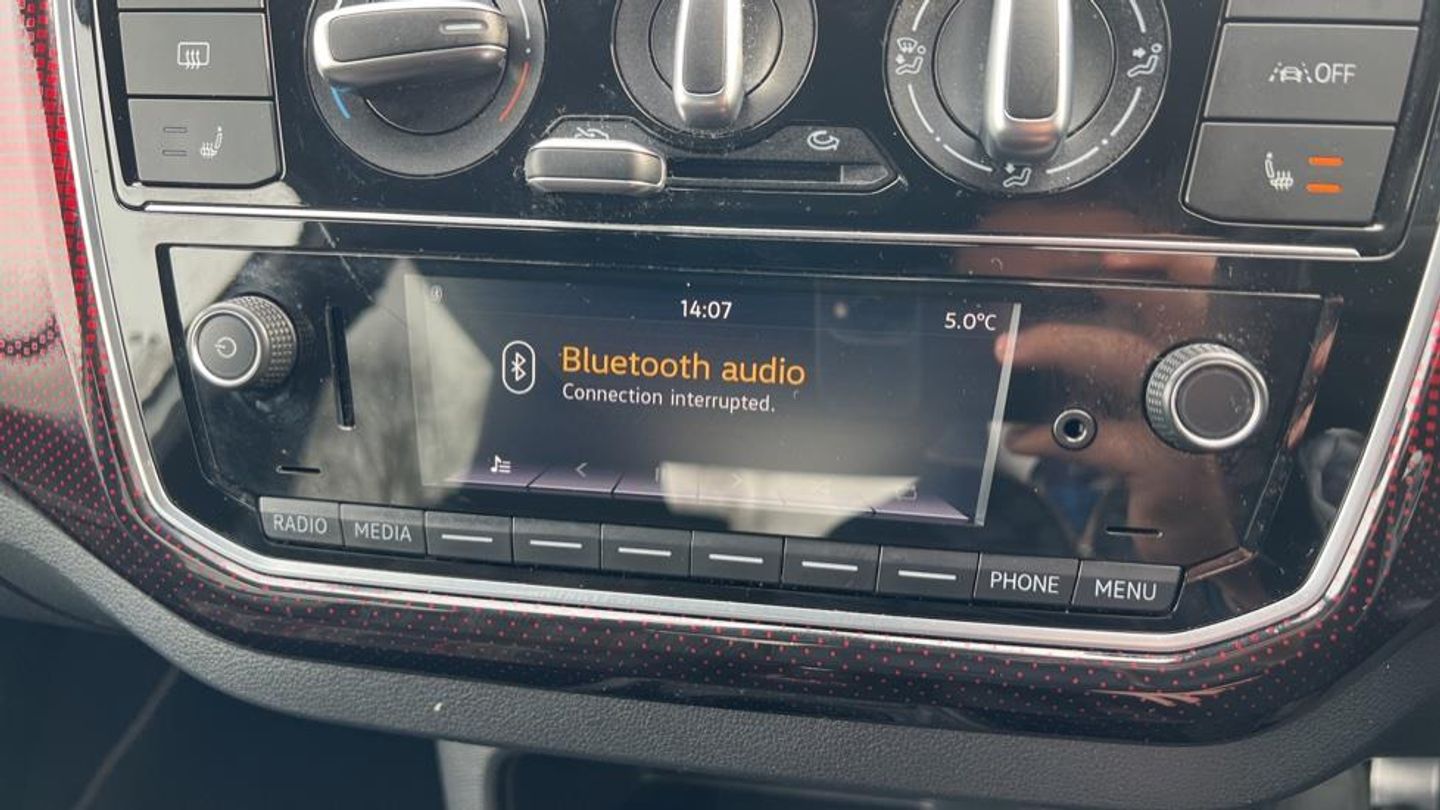 OFF
14:07
5.0°C
Bluetooth audio
Connection interrupted.
RADIO
MEDIA
PHONE
MENU